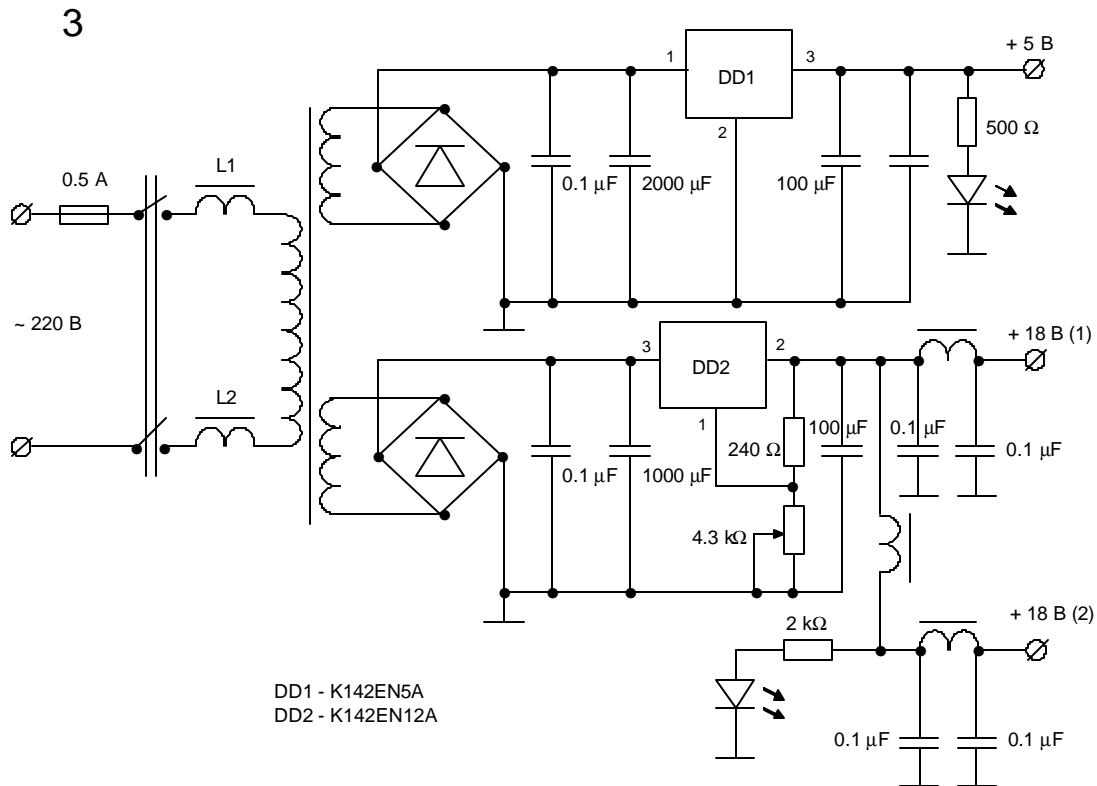 3
+ 5 В
1
DD1
3
2
500 Ω
0.1 µF
2000 µF
100 µF
0.5 A
L1
~ 220 В
L2
3
DD2
2
1
+ 18 В (1)
240 Ω
100 µF
0.1 µF
0.1 µF
0.1 µF
1000 µF
4.3 kΩ
2 kΩ
+ 18 В (2)
DD1 - K142EN5A
DD2 - K142EN12A
0.1 µF
0.1 µF